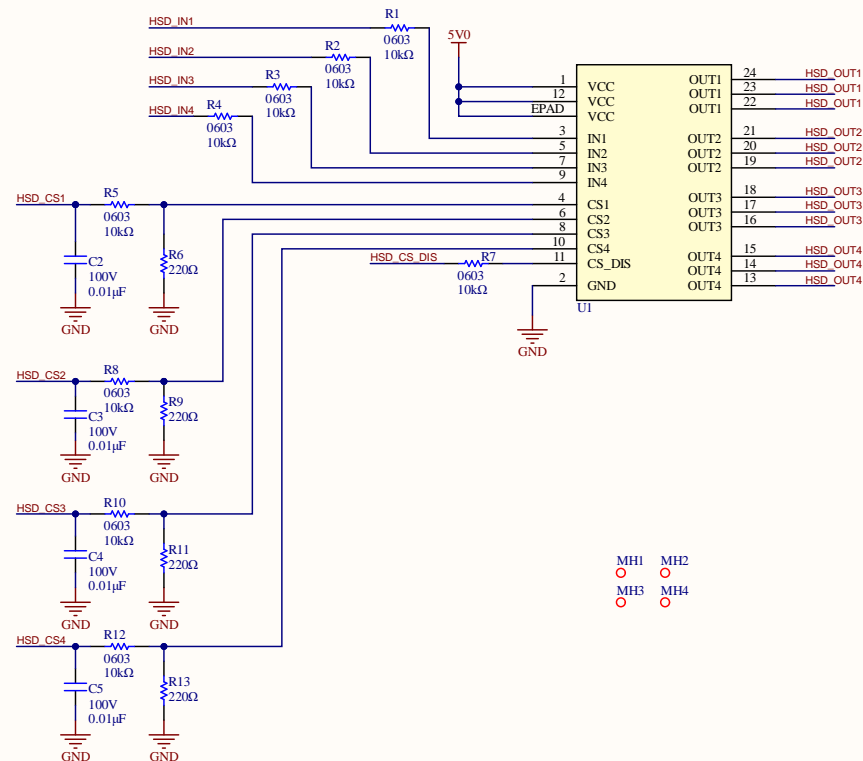 HSD_IN1
R1
0603
10kΩ
HSD_IN2
R2
0603
10kΩ
HSD_IN3
R3
0603
10kΩ
HSD_IN4
R4
0603
10kΩ
5V0
1 VCC
12 VCC
EPAD VCC
3 IN1
5 IN2
7 IN3
9 IN4
4 CS1
6 CS2
8 CS3
10 CS4
11 CS_DIS
2 GND
OUT1 24 HSD_OUT1
OUT1 23 HSD_OUT1
OUT1 22 HSD_OUT1
OUT2 21 HSD_OUT2
OUT2 20 HSD_OUT2
OUT2 19 HSD_OUT2
OUT3 18 HSD_OUT3
OUT3 17 HSD_OUT3
OUT3 16 HSD_OUT3
OUT4 15 HSD_OUT4
OUT4 14 HSD_OUT4
OUT4 13 HSD_OUT4
U1
HSD_CS_DIS
R7
0603
10kΩ
GND
HSD_CS1
R5
0603
10kΩ
C2
100V
0.01µF
R6
220Ω
GND
GND
HSD_CS2
R8
0603
10kΩ
C3
100V
0.01µF
R9
220Ω
GND
GND
HSD_CS3
R10
0603
10kΩ
C4
100V
0.01µF
R11
220Ω
GND
GND
HSD_CS4
R12
0603
10kΩ
C5
100V
0.01µF
R13
220Ω
GND
GND
MH1 MH2
MH3 MH4